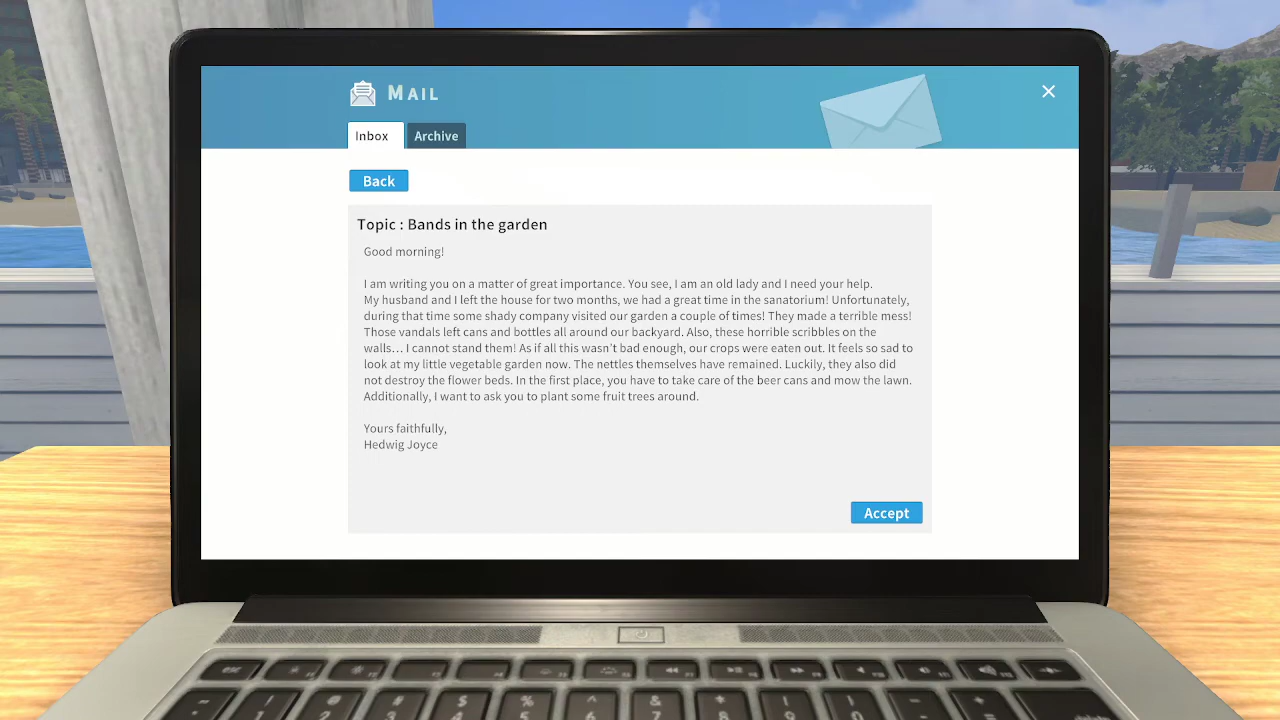 MAIL
Inbox Archive
Back
Topic : Bands in the garden
Good morning!
I am writing you on a matter of great importance. You see, I am an old lady and I need your help.
My husband and I left the house for two months, we had a great time in the sanatorium! Unfortunately,
during that time some shady company visited our garden a couple of times! They made a terrible mess!
Those vandals left cans and bottles all around our backyard. Also, these horrible scribbles on the
walls... I cannot stand them! As if all this wasn't bad enough, our crops were eaten out. It feels so sad to
look at my little vegetable garden now. The nettles themselves have remained. Luckily, they also did
not destroy the flower beds. In the first place, you have to take care of the beer cans and mow the lawn.
Additionally, I want to ask you to plant some fruit trees around.
Yours faithfully,
Hedwig Joyce
Accept